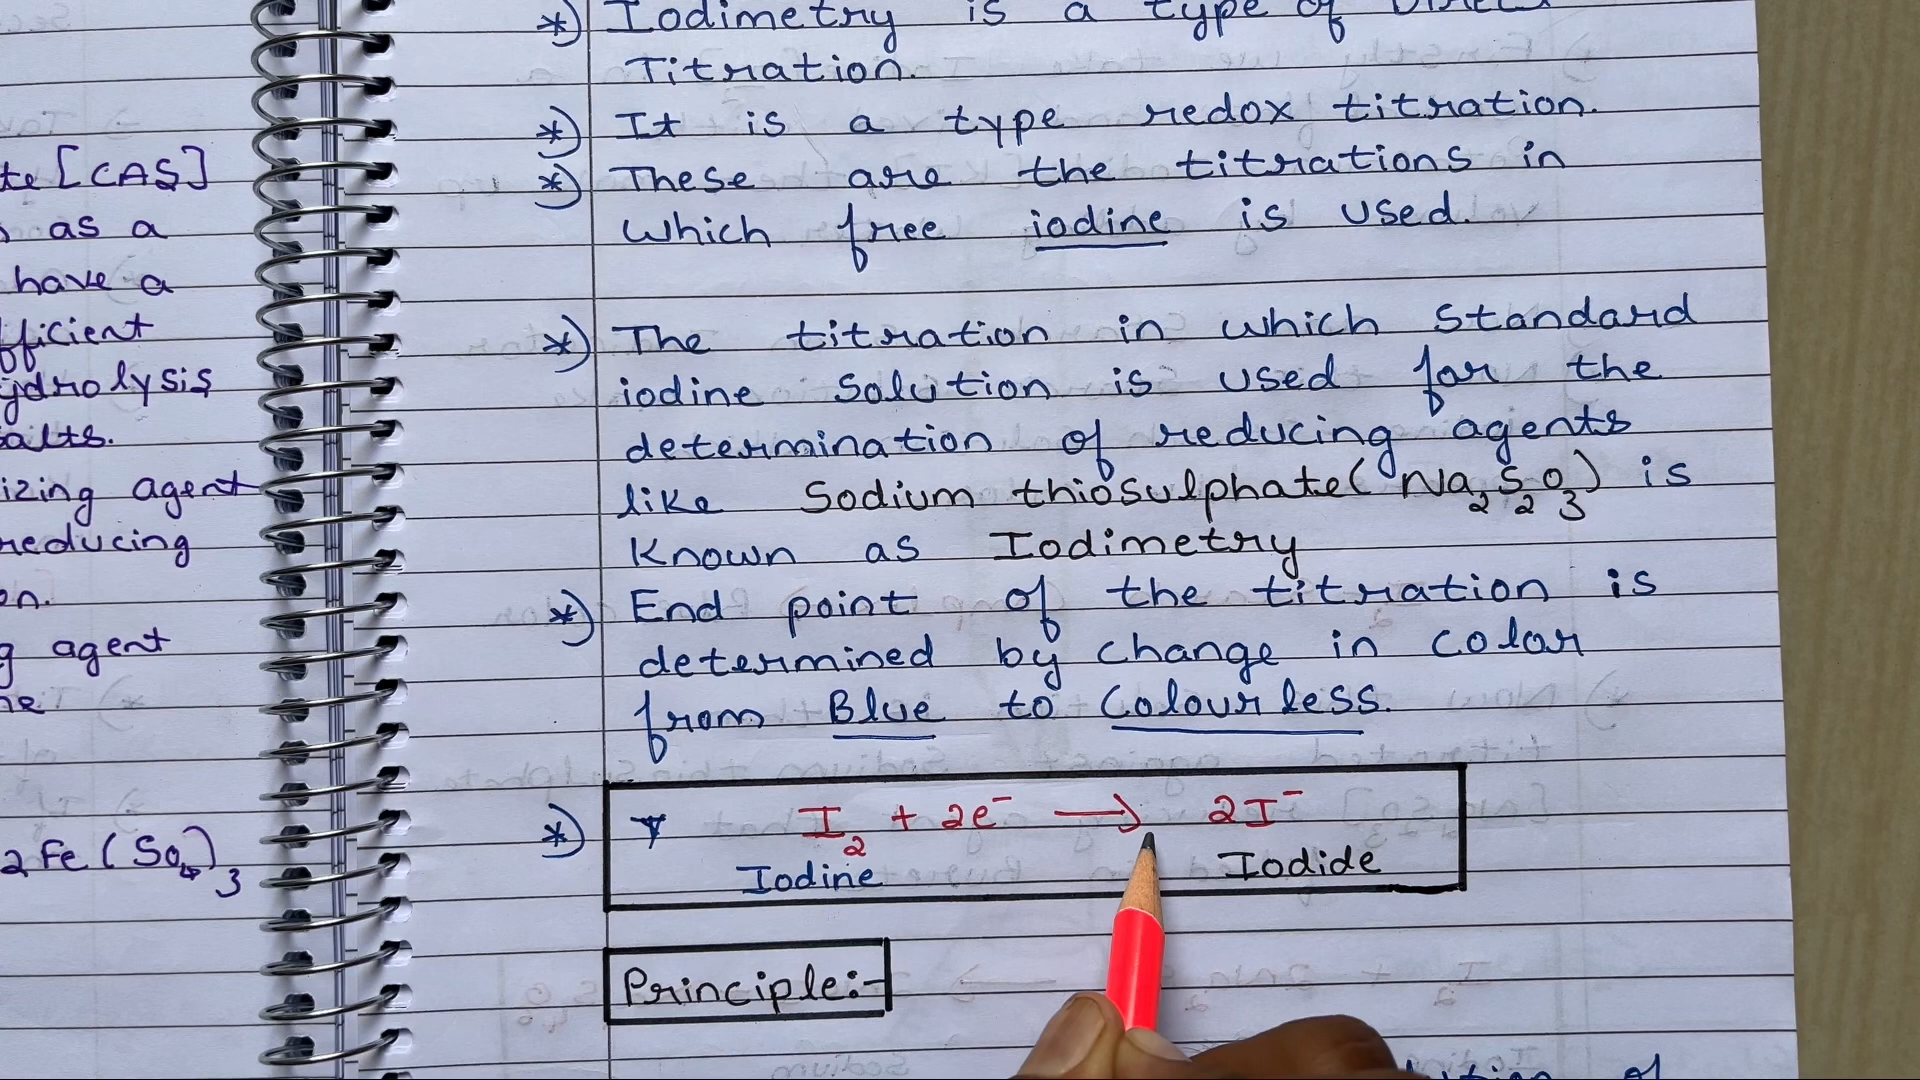 te [CAS]
as a
have a
fficient
ydrolysis
alts.
izing agent
reducing
on.
g agent
ne
2Fe(SO4)3
*) Iodimetry is a type of Direct
Titration.
*) It is a type redox titration.
*) These are the titrations in
which free iodine is used.
*) The titration in which standard
iodine solution is used for the
determination of reducing agents
like Sodium thiosulphate (Na2S2O3) is
known as Iodimetry
*) End point of the titration is
determined by change in color
from Blue to Colourless.
*) I2 + 2e⁻ → 2I⁻
Iodine Iodide
Principle:-
of